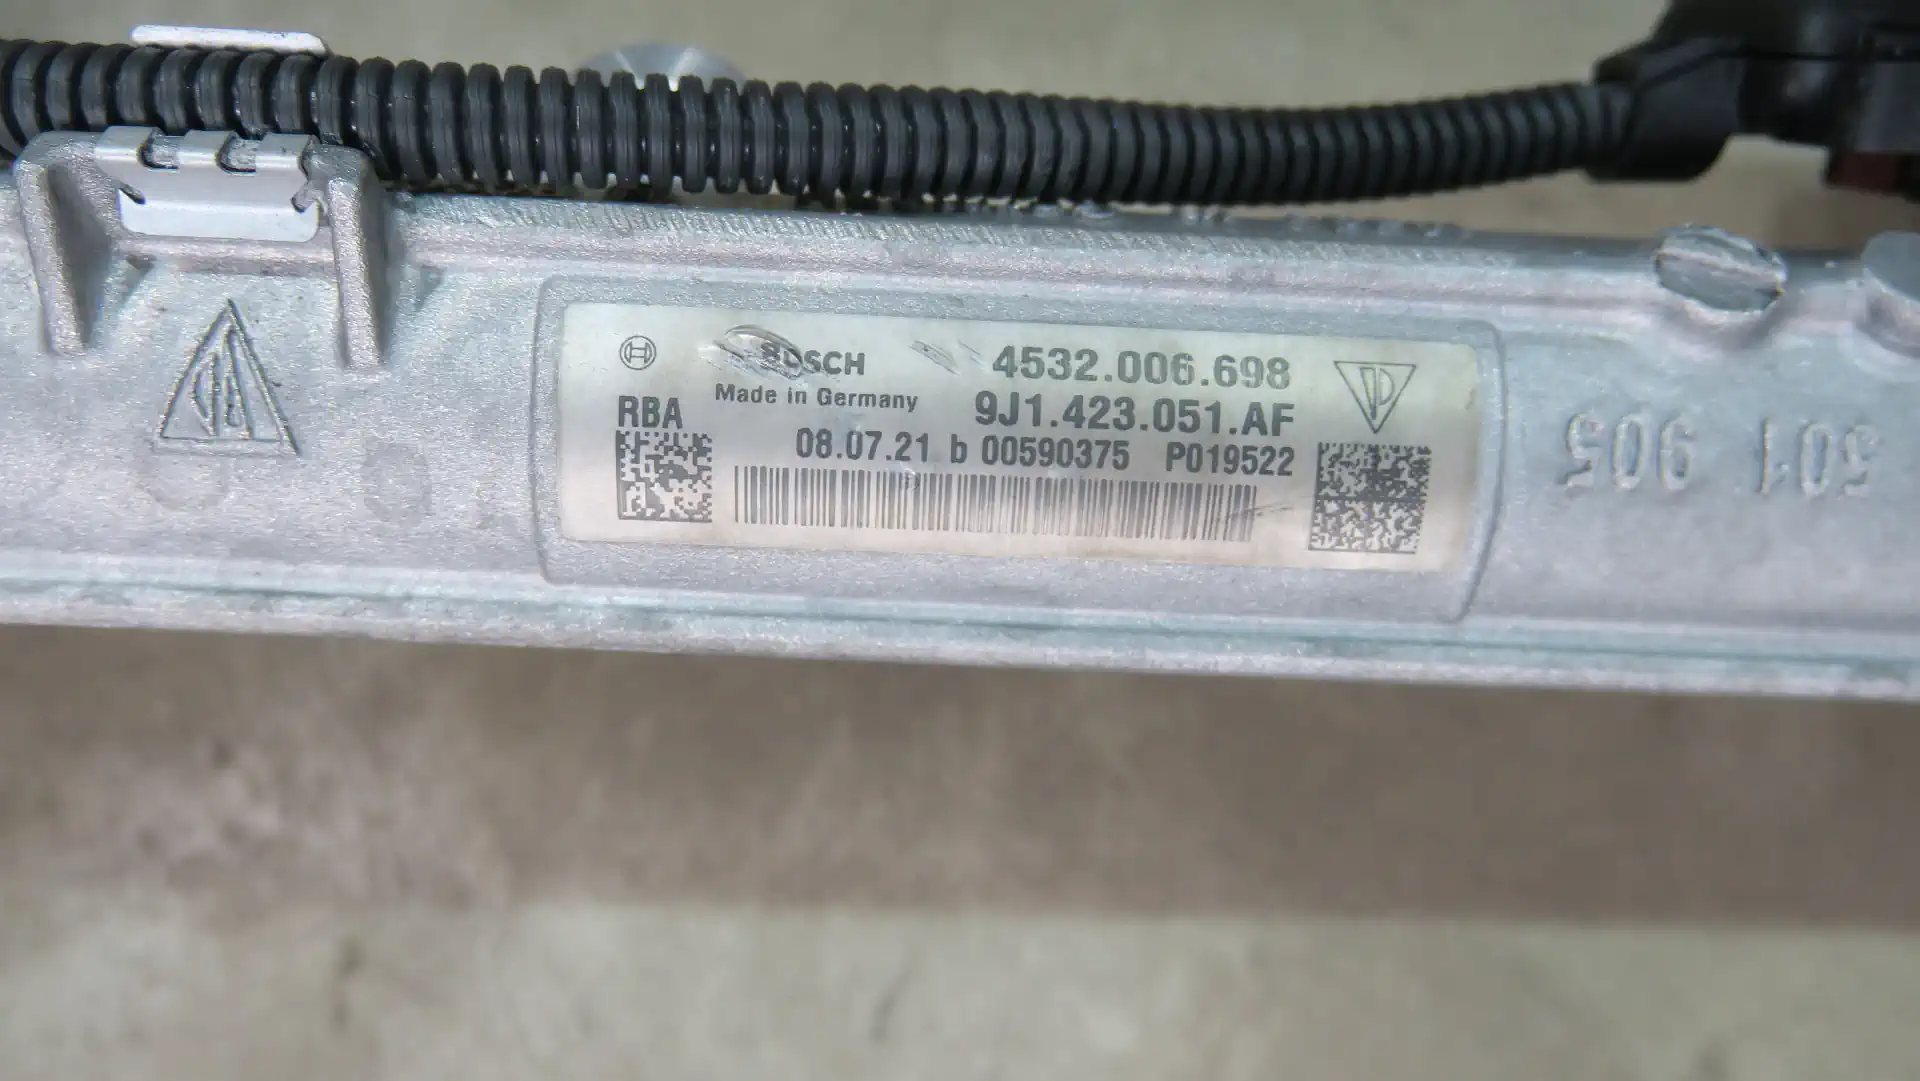 BOSCH 4532.006.698
Made in Germany
RBA 9J1.423.051.AF
08.07.21 b 00590375 P019522